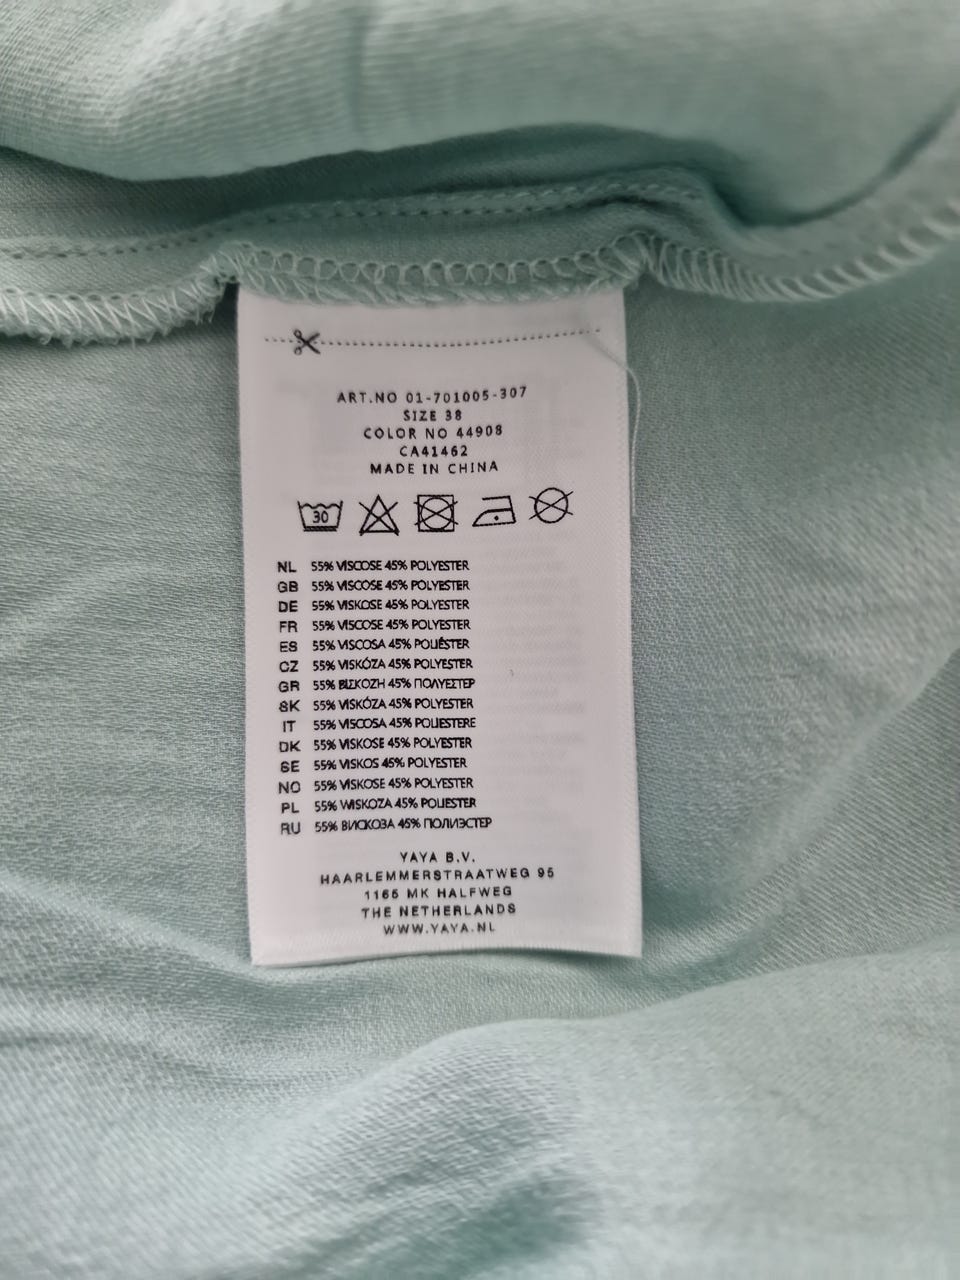 ART.NO 01-701005-307
SIZE 38
COLOR NO 44908
CA41462
MADE IN CHINA
30
NL 55% VISCOSE 45% POLYESTER
GB 55% VISCOSE 45% POLYESTER
DE 55% VISKOSE 45% POLYESTER
FR 55% VISCOSE 45% POLYESTER
ES 55% VISCOSA 45% POLIÉSTER
CZ 55% VISKÓZA 45% POLYESTER
GR 55% ΒΙΣΚΟΖΗ 45% ΠΟΛΥΕΣΤΕΡ
SK 55% VISKÓZA 45% POLYESTER
IT 55% VISCOSA 45% POLIESTERE
DK 55% VISKOSE 45% POLYESTER
SE 55% VISKOS 45% POLYESTER
NO 55% VISKOSE 45% POLYESTER
PL 55% WISKOZA 45% POLIESTER
RU 55% ВИСКОЗА 45% ПОЛИЭСТЕР
YAYA B.V.
HAARLEMMERSTRAATWEG 95
1165 MK HALFWEG
THE NETHERLANDS
WWW.YAYA.NL